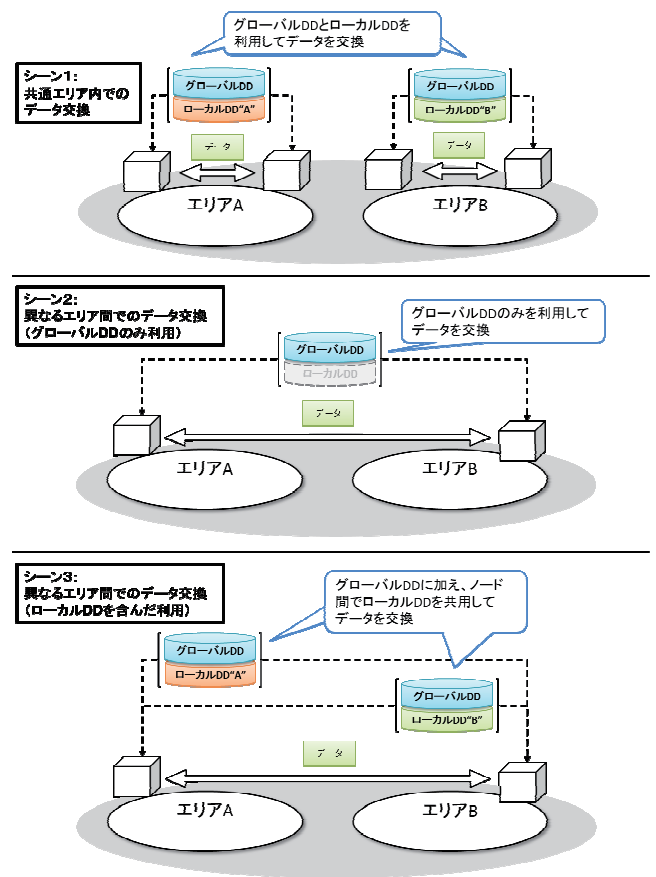 グローバルDDとローカルDDを
利用してデータを交換
シーン1：
共通エリア内での
データ交換
グローバルDD
ローカルDD"A"
グローバルDD
ローカルDD"B"
データ
データ
エリアA
エリアB
シーン2：
異なるエリア間でのデータ交換
（グローバルDDのみ利用）
グローバルDDのみを利用して
データを交換
グローバルDD
ローカルDD
データ
エリアA
エリアB
シーン3：
異なるエリア間でのデータ交換
（ローカルDDを含んだ利用）
グローバルDDに加え、ノード
間でローカルDDを共用して
データを交換
グローバルDD
ローカルDD"A"
グローバルDD
ローカルDD"B"
データ
エリアA
エリアB